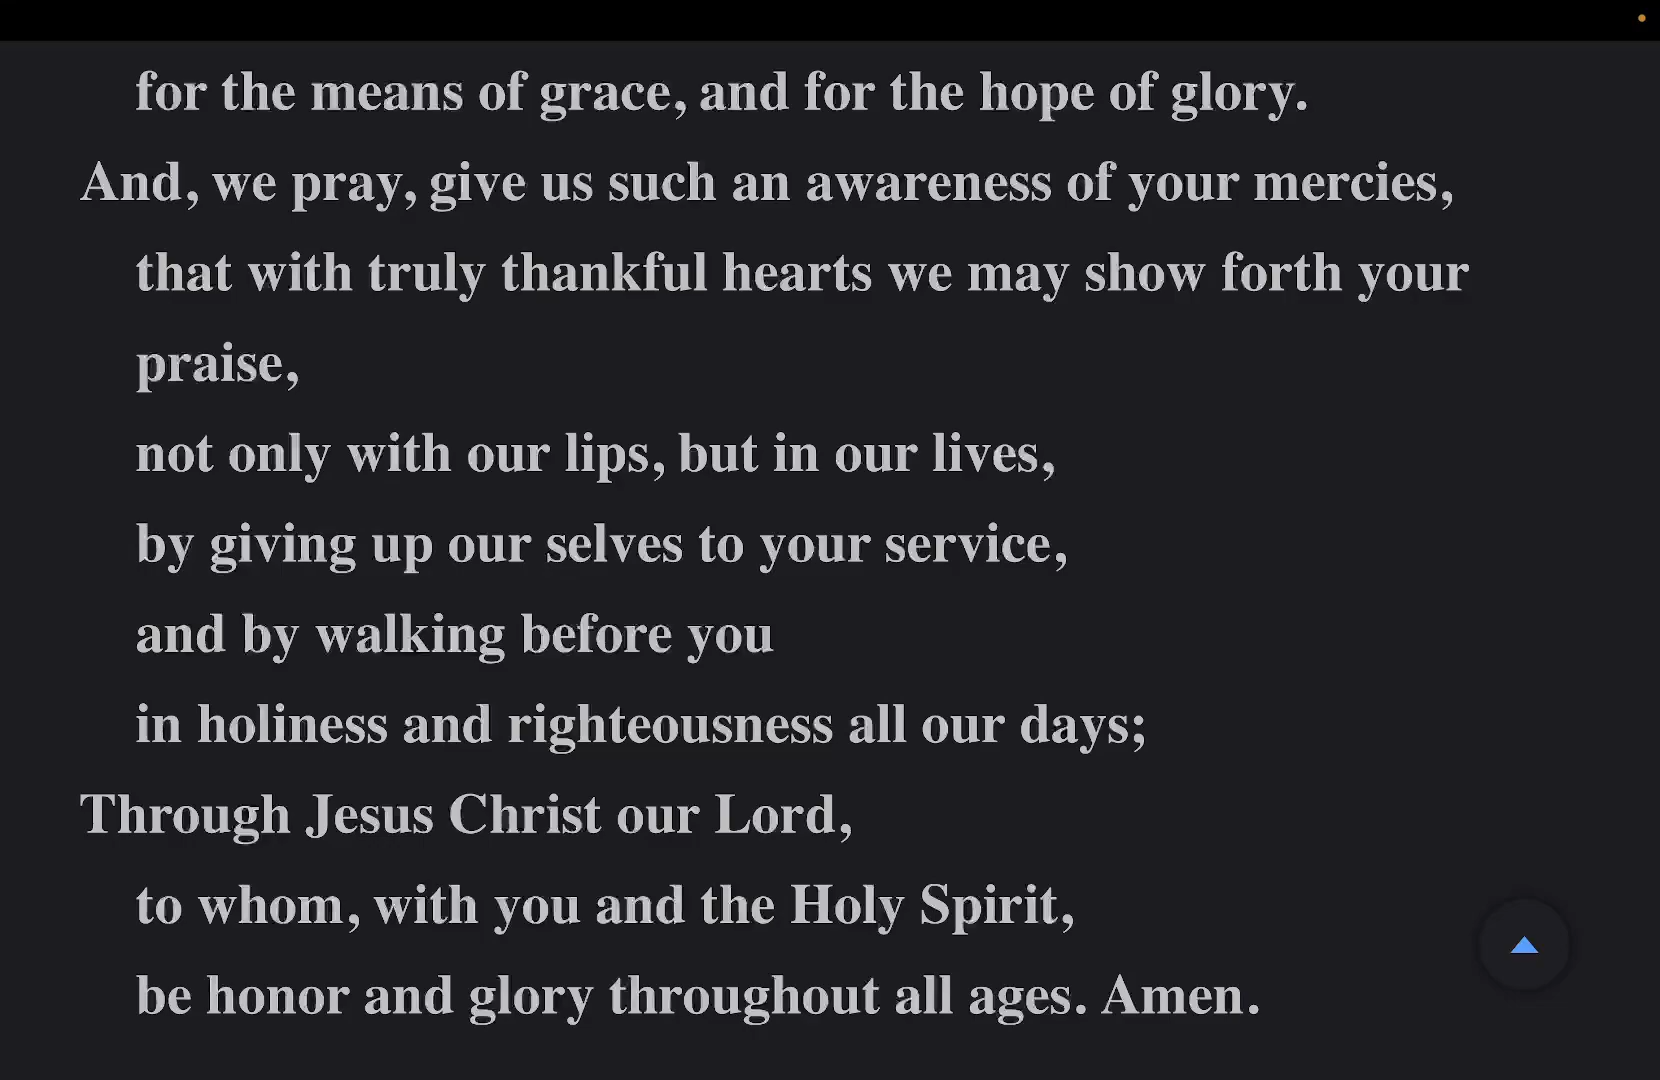 for the means of grace, and for the hope of glory.
And, we pray, give us such an awareness of your mercies,
that with truly thankful hearts we may show forth your
praise,
not only with our lips, but in our lives,
by giving up our selves to your service,
and by walking before you
in holiness and righteousness all our days;
Through Jesus Christ our Lord,
to whom, with you and the Holy Spirit,
be honor and glory throughout all ages. Amen.